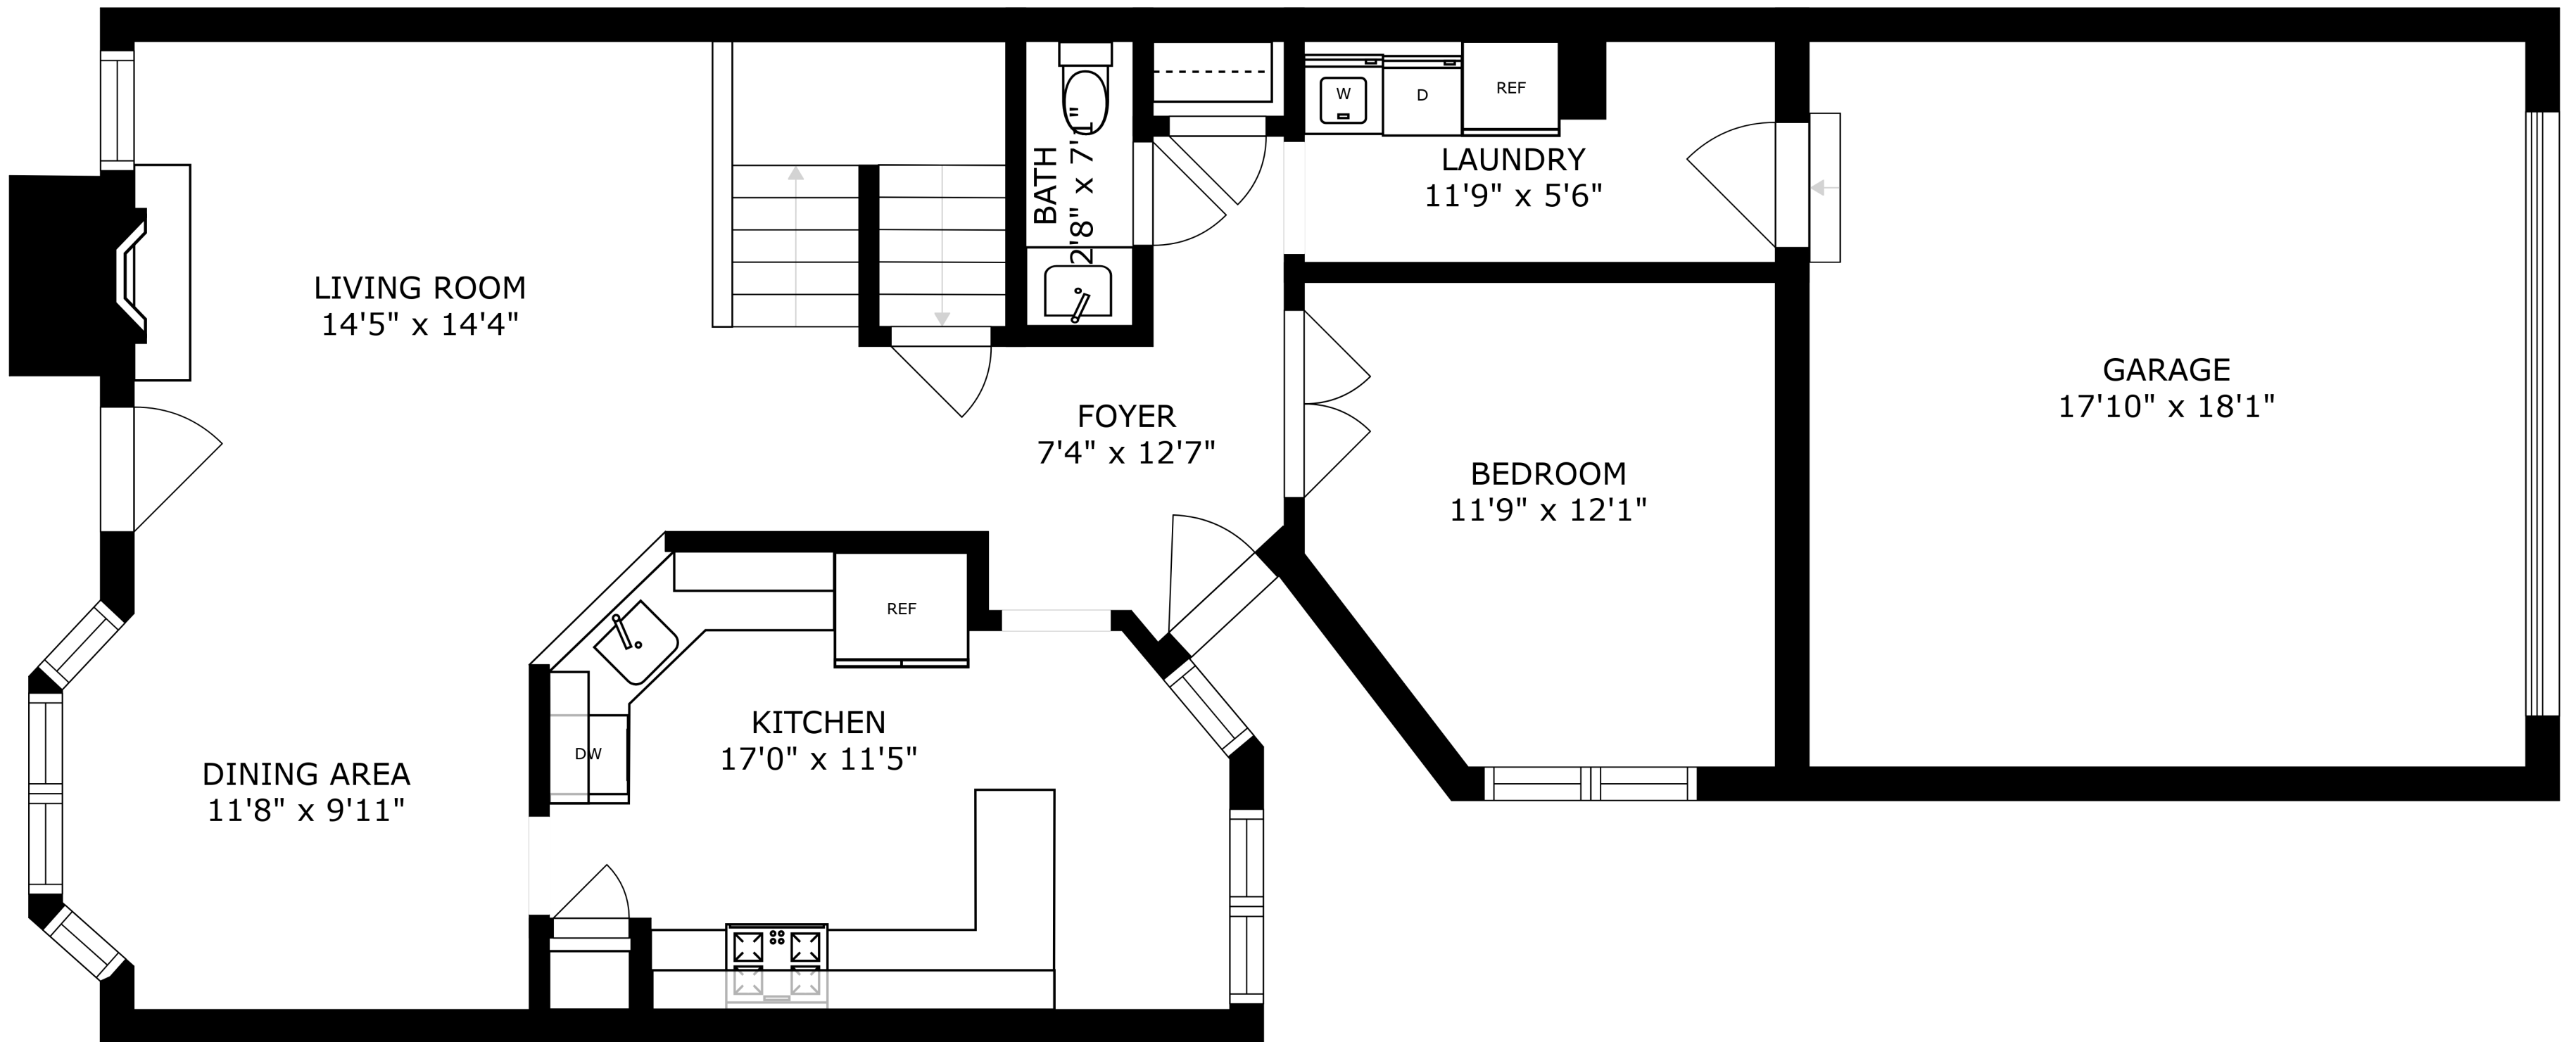 W
D
REF
LAUNDRY
11'9" x 5'6"
BATH
2'8" x 7'1"
LIVING ROOM
14'5" x 14'4"
FOYER
7'4" x 12'7"
GARAGE
17'10" x 18'1"
BEDROOM
11'9" x 12'1"
REF
KITCHEN
17'0" x 11'5"
DW
DINING AREA
11'8" x 9'11"